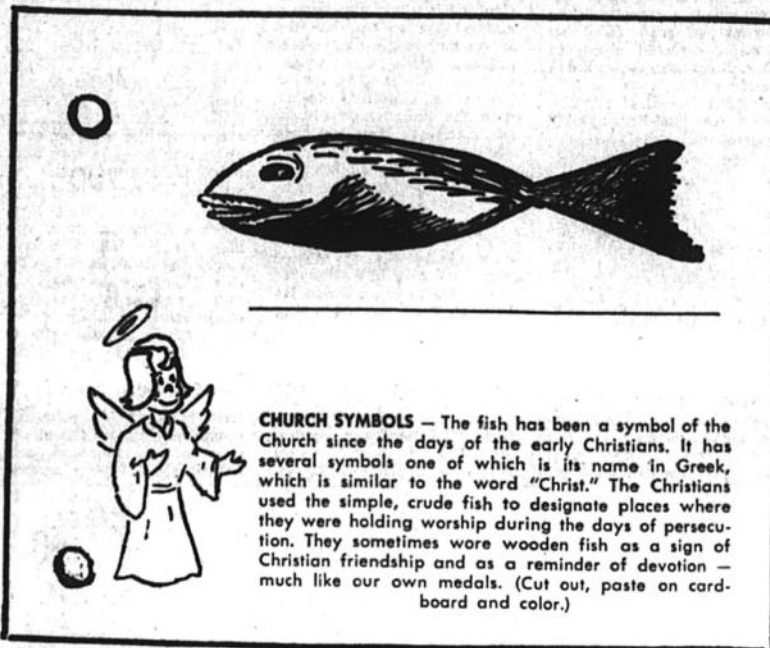 CHURCH SYMBOLS — The fish has been a symbol of the
Church since the days of the early Christians. It has
several symbols one of which is its name in Greek,
which is similar to the word "Christ." The Christians
used the simple, crude fish to designate places where
they were holding worship during the days of persecu-
tion. They sometimes wore wooden fish as a sign of
Christian friendship and as a reminder of devotion —
much like our own medals. (Cut out, paste on card-
board and color.)